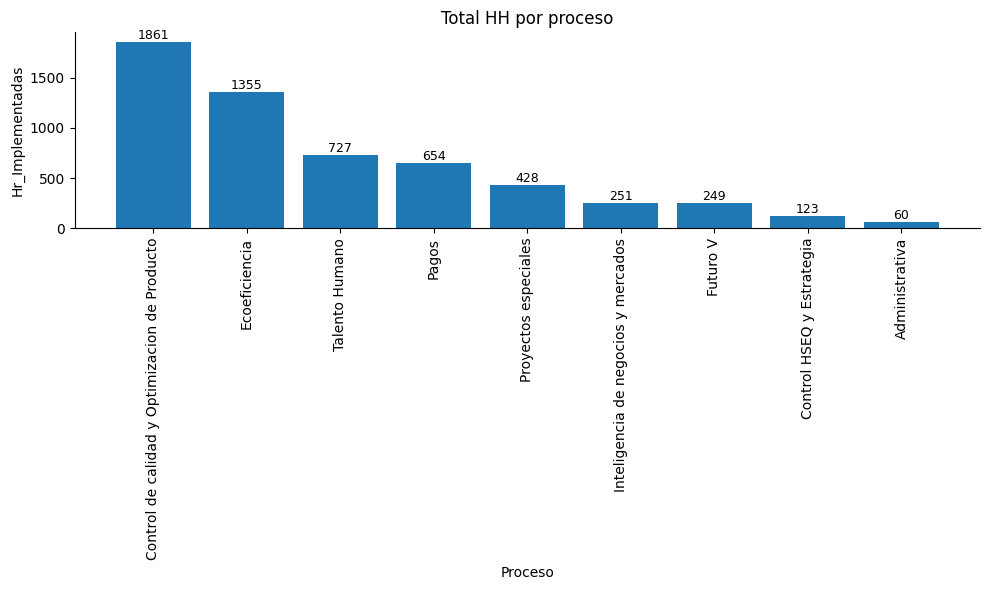 Total HH por proceso
Hr_Implementadas
1500
1000
500
0
1861
1355
727
654
428
251
249
123
60
Control de calidad y Optimizacion de Producto
Ecoeficiencia
Talento Humano
Pagos
Proyectos especiales
Inteligencia de negocios y mercados
Futuro V
Control HSEQ y Estrategia
Administrativa
Proceso